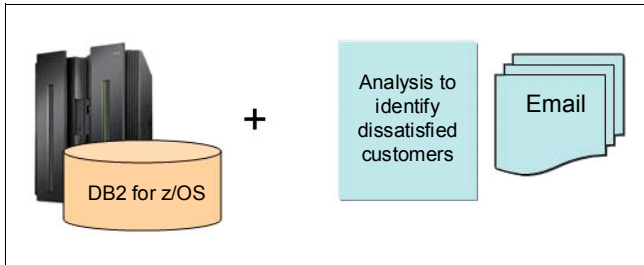 DB2 for z/OS
+
Analysis to
identify
dissatisfied
customers
Email